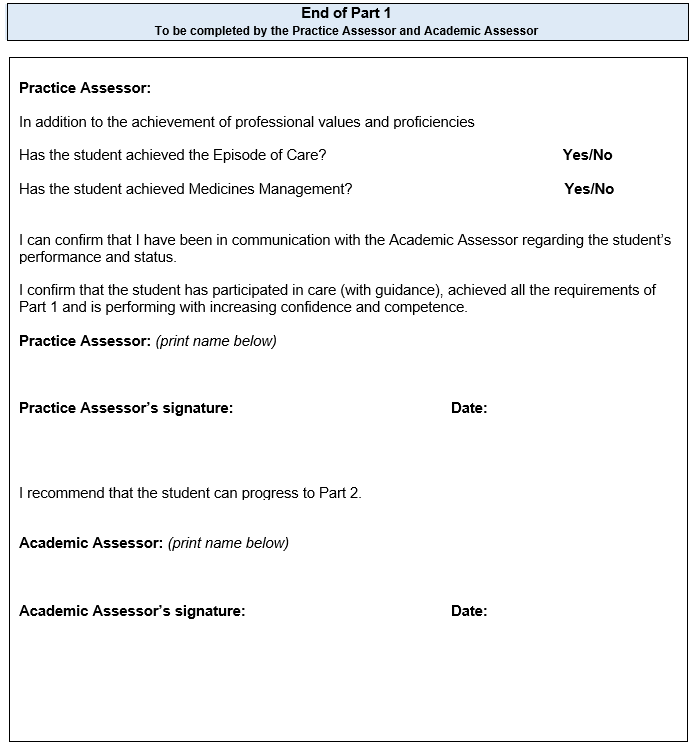 End of Part 1
To be completed by the Practice Assessor and Academic Assessor
Practice Assessor:
In addition to the achievement of professional values and proficiencies
Has the student achieved the Episode of Care? Yes/No
Has the student achieved Medicines Management? Yes/No
I can confirm that I have been in communication with the Academic Assessor regarding the student’s
performance and status.
I confirm that the student has participated in care (with guidance), achieved all the requirements of
Part 1 and is performing with increasing confidence and competence.
Practice Assessor: (print name below)
Practice Assessor’s signature: Date:
I recommend that the student can progress to Part 2.
Academic Assessor: (print name below)
Academic Assessor’s signature: Date: